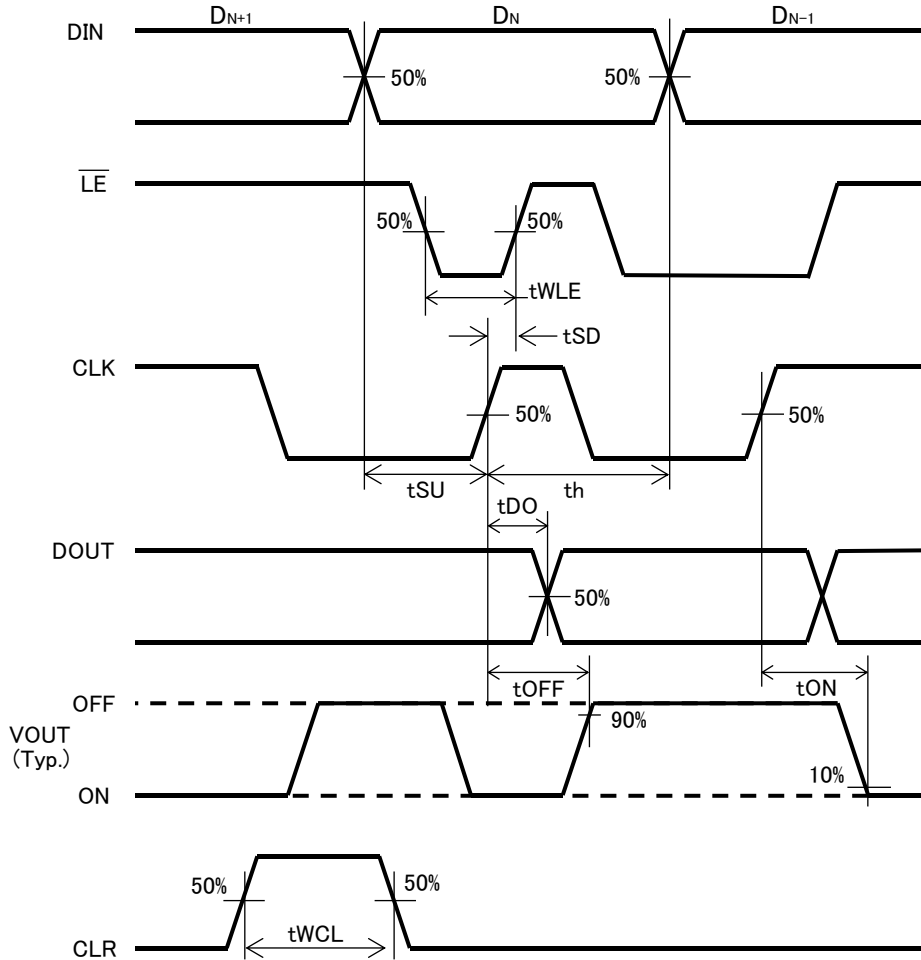 DN+1 DN DN-1
DIN
50% 50%
LE
50% 50%
tWLE
tSD
CLK
50% 50%
tSU th
tDO
DOUT
50%
tOFF tON
OFF
90%
VOUT
(Typ.)
10%
ON
50% 50%
tWCL
CLR